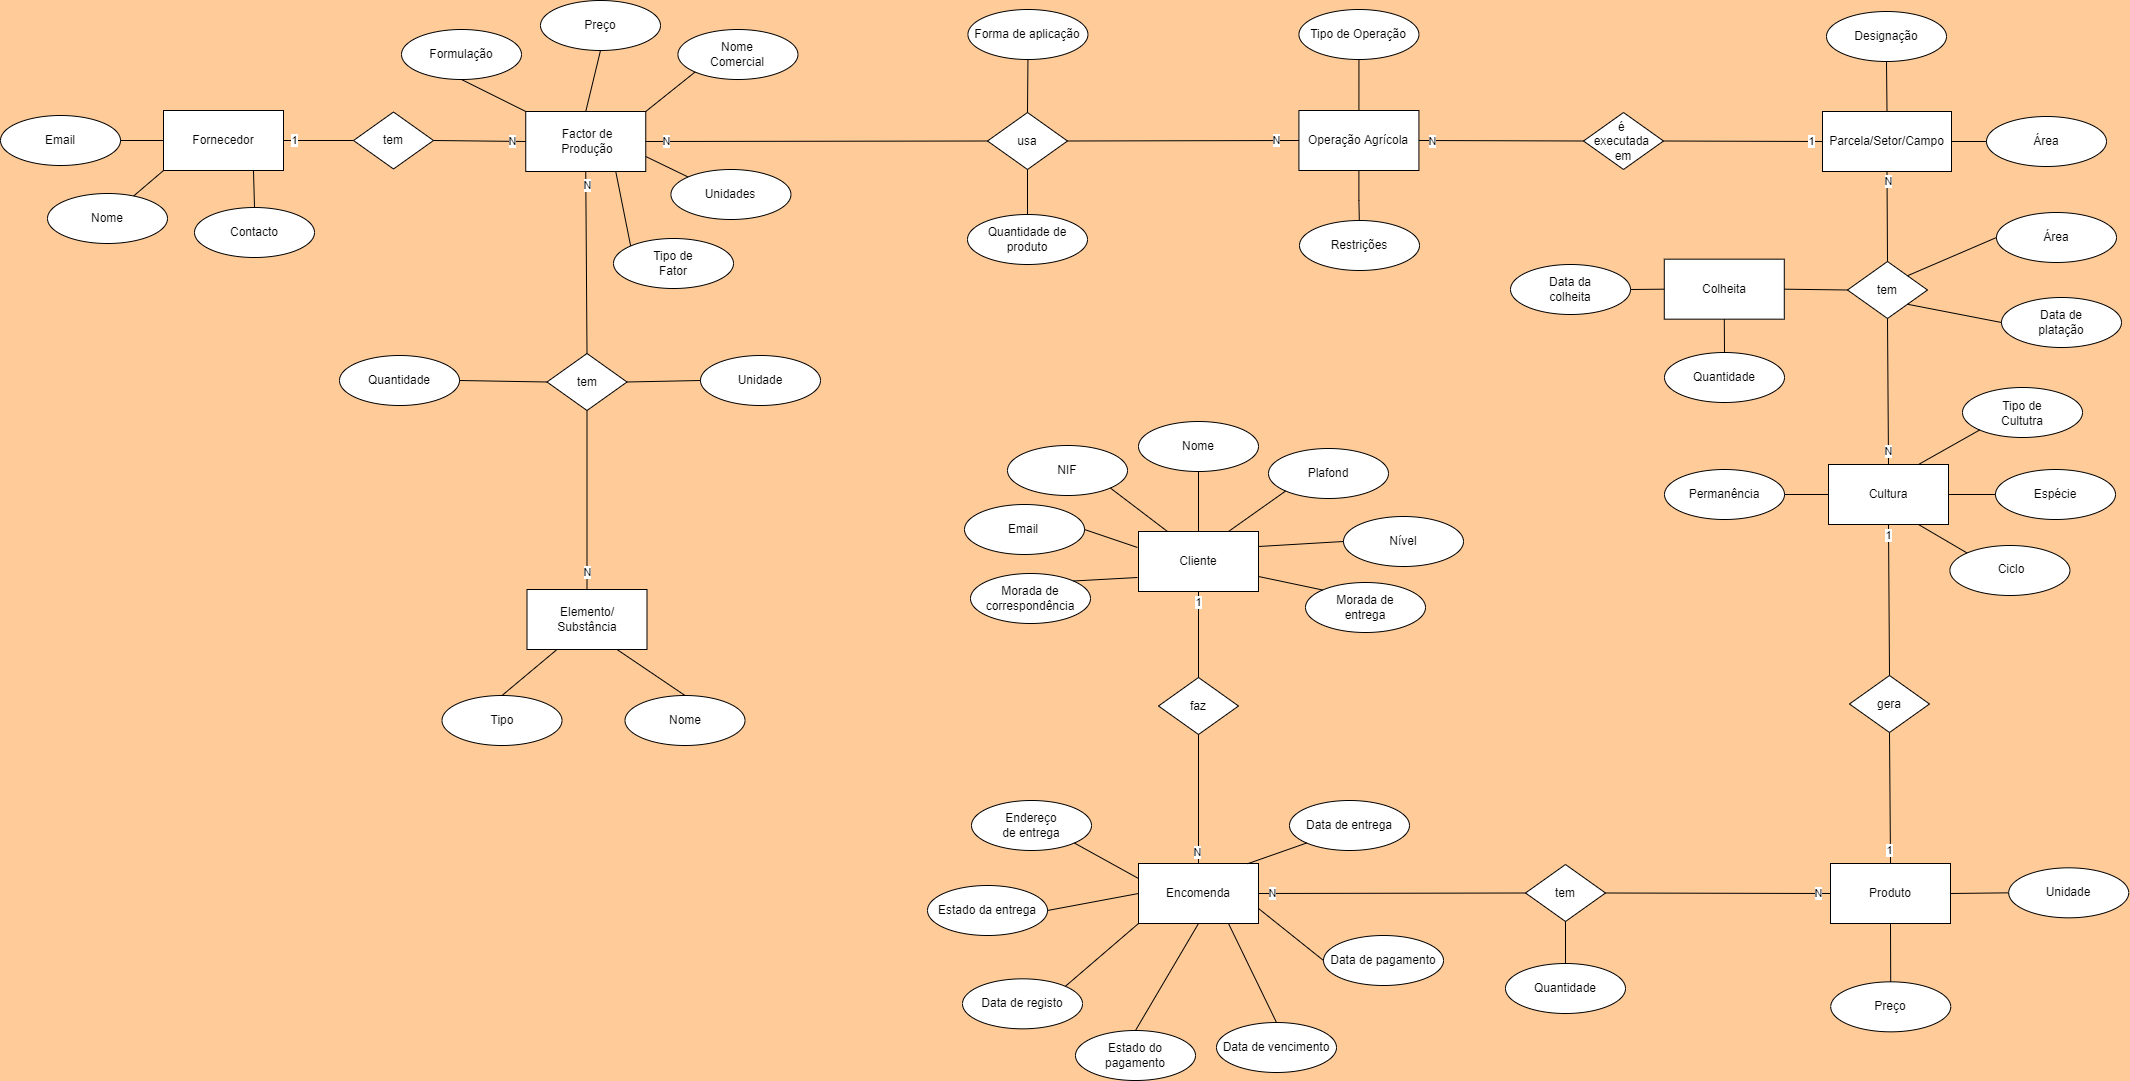 Preço
Formulação
Nome
Comercial
Forma de aplicação
Tipo de Operação
Designação
Email
Fornecedor
1
tem
N
Factor de
Produção
N
usa
N
Operação Agrícola
N
é
executada
em
1
Parcela/Setor/Campo
Área
Nome
Contacto
N
Unidades
Tipo de
Fator
Quantidade de
produto
Restrições
N
Área
Data da
colheita
Colheita
tem
Data de
platação
Quantidade
Quantidade
tem
Unidade
Tipo de
Cultutra
N
Permanência
Cultura
Espécie
1
Ciclo
Nome
NIF
Plafond
Email
Nível
Cliente
Morada de
correspondência
Morada de
entrega
1
N
Elemento/
Substância
Tipo
Nome
faz
gera
Endereço
de entrega
Data de entrega
N
1
Estado da entrega
Encomenda
N
tem
N
Produto
Unidade
Data de pagamento
Data de registo
Quantidade
Preço
Estado do
pagamento
Data de vencimento